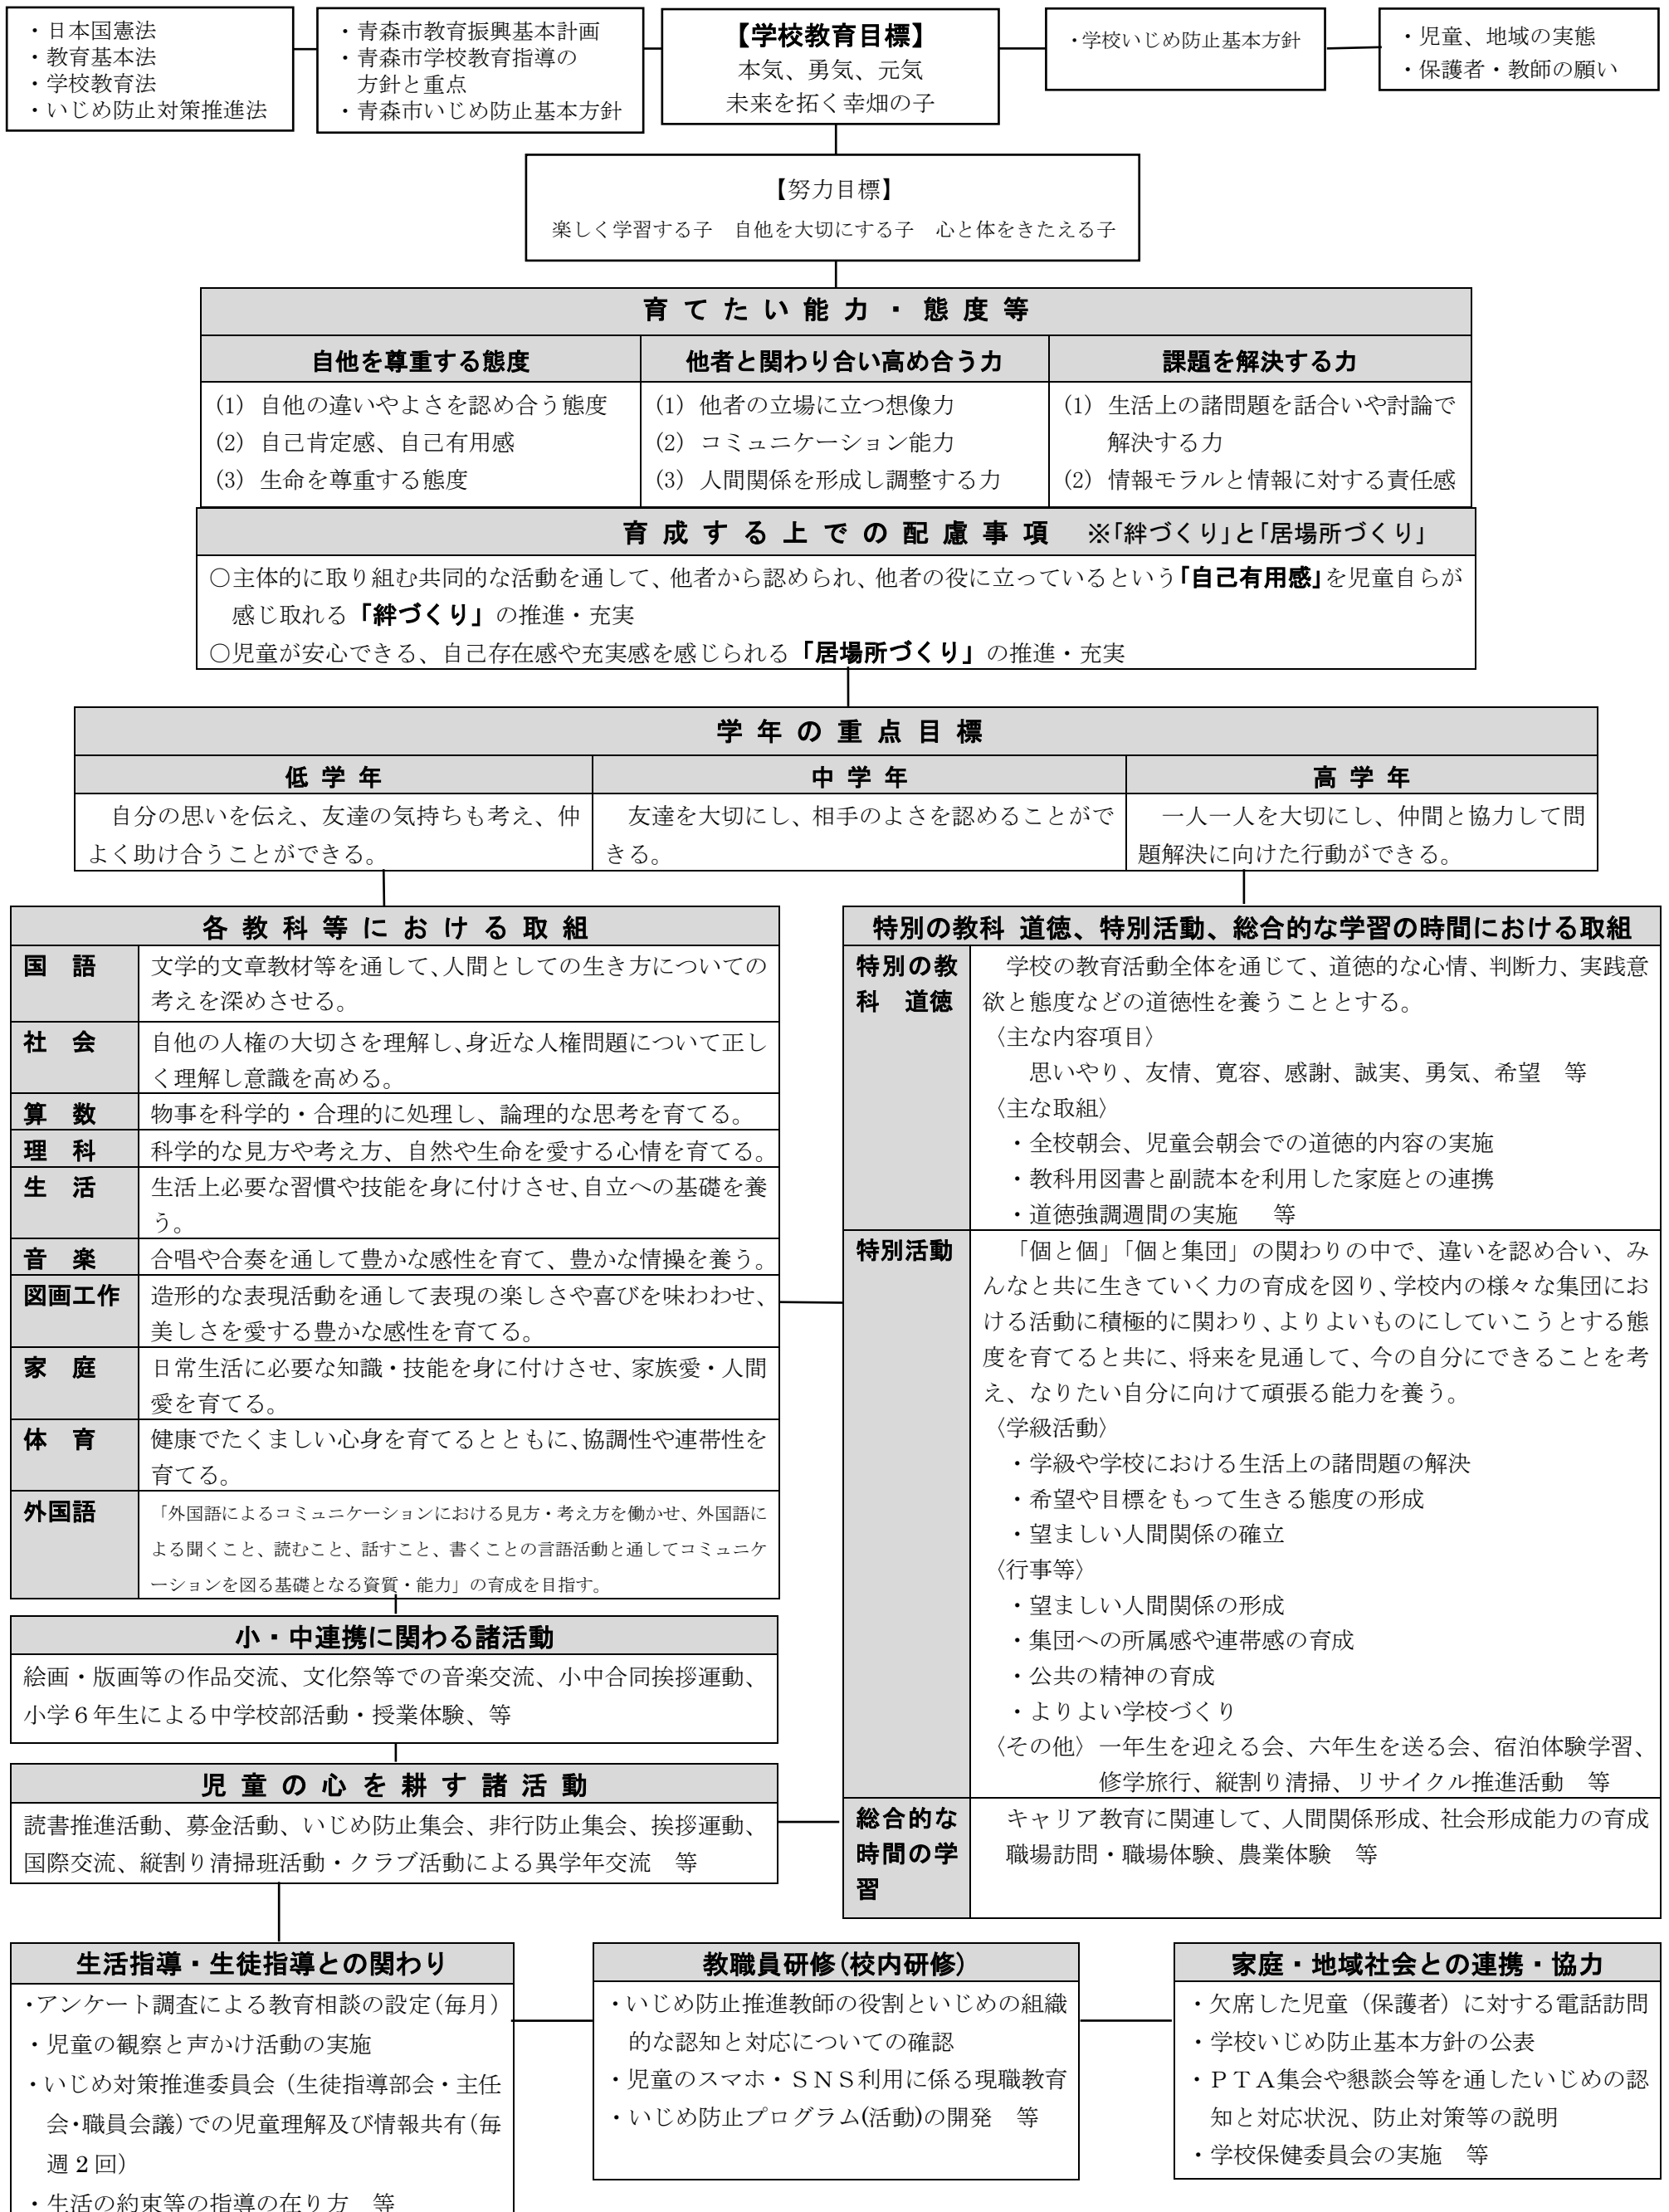 ・日本国憲法
・教育基本法
・学校教育法
・いじめ防止対策推進法
・青森市教育振興基本計画
・青森市学校教育指導の
方針と重点
・青森市いじめ防止基本方針
【学校教育目標】
本気、勇気、元気
未来を拓く幸畑の子
・学校いじめ防止基本方針
・児童、地域の実態
・保護者・教師の願い
【努力目標】
楽しく学習する子　自他を大切にする子　心と体をきたえる子
育てたい能力・態度等
自他を尊重する態度
(1) 自他の違いやよさを認め合う態度
(2) 自己肯定感、自己有用感
(3) 生命を尊重する態度
他者と関わり合い高め合う力
(1) 他者の立場に立つ想像力
(2) コミュニケーション能力
(3) 人間関係を形成し調整する力
課題を解決する力
(1) 生活上の諸問題を話合いや討論で
解決する力
(2) 情報モラルと情報に対する責任感
育成する上での配慮事項　※「絆づくり」と「居場所づくり」
○主体的に取り組む共同的な活動を通して、他者から認められ、他者の役に立っているという「自己有用感」を児童自らが
感じ取れる「絆づくり」の推進・充実
○児童が安心できる、自己存在感や充実感を感じられる「居場所づくり」の推進・充実
学年の重点目標
低学年
自分の思いを伝え、友達の気持ちも考え、仲
よく助け合うことができる。
中学年
友達を大切にし、相手のよさを認めることがで
きる。
高学年
一人一人を大切にし、仲間と協力して問
題解決に向けた行動ができる。
各教科等における取組
国　語
文学的文章教材等を通して、人間としての生き方についての
考えを深めさせる。
社　会
自他の人権の大切さを理解し、身近な人権問題について正し
く理解し意識を高める。
算　数
物事を科学的・合理的に処理し、論理的な思考を育てる。
理　科
科学的な見方や考え方、自然や生命を愛する心情を育てる。
生　活
生活上必要な習慣や技能を身に付けさせ、自立への基礎を養
う。
音　楽
合唱や合奏を通して豊かな感性を育て、豊かな情操を養う。
図画工作
造形的な表現活動を通して表現の楽しさや喜びを味わわせ、
美しさを愛する豊かな感性を育てる。
家　庭
日常生活に必要な知識・技能を身に付けさせ、家族愛・人間
愛を育てる。
体　育
健康でたくましい心身を育てるとともに、協調性や連帯性を
育てる。
外国語
「外国語によるコミュニケーションにおける見方・考え方を働かせ、外国語に
よる聞くこと、読むこと、話すこと、書くことの言語活動と通してコミュニケ
ーションを図る基礎となる資質・能力」の育成を目指す。
小・中連携に関わる諸活動
絵画・版画等の作品交流、文化祭等での音楽交流、小中合同挨拶運動、
小学６年生による中学校部活動・授業体験、等
児童の心を耕す諸活動
読書推進活動、募金活動、いじめ防止集会、非行防止集会、挨拶運動、
国際交流、縦割り清掃班活動・クラブ活動による異学年交流　等
特別の教科 道徳、特別活動、総合的な学習の時間における取組
特別の教
科　道徳
学校の教育活動全体を通じて、道徳的な心情、判断力、実践意
欲と態度などの道徳性を養うこととする。
〈主な内容項目〉
思いやり、友情、寛容、感謝、誠実、勇気、希望　等
〈主な取組〉
・全校朝会、児童会朝会での道徳的内容の実施
・教科用図書と副読本を利用した家庭との連携
・道徳強調週間の実施　等
特別活動
「個と個」「個と集団」の関わりの中で、違いを認め合い、み
んなと共に生きていく力の育成を図り、学校内の様々な集団にお
ける活動に積極的に関わり、よりよいものにしていこうとする態
度を育てると共に、将来を見通して、今の自分にできることを考
え、なりたい自分に向けて頑張る能力を養う。
〈学級活動〉
・学級や学校における生活上の諸問題の解決
・希望や目標をもって生きる態度の形成
・望ましい人間関係の確立
〈行事等〉
・望ましい人間関係の形成
・集団への所属感や連帯感の育成
・公共の精神の育成
・よりよい学校づくり
〈その他〉一年生を迎える会、六年生を送る会、宿泊体験学習、
修学旅行、縦割り清掃、リサイクル推進活動　等
総合的な
時間の学
習
キャリア教育に関連して、人間関係形成、社会形成能力の育成
職場訪問・職場体験、農業体験　等
生活指導・生徒指導との関わり
・アンケート調査による教育相談の設定（毎月）
・児童の観察と声かけ活動の実施
・いじめ対策推進委員会（生徒指導部会・主任
会・職員会議）での児童理解及び情報共有（毎
週２回）
・生活の約束等の指導の在り方　等
教職員研修(校内研修)
・いじめ防止推進教師の役割といじめの組織
的な認知と対応についての確認
・児童のスマホ・ＳＮＳ利用に係る現職教育
・いじめ防止プログラム(活動)の開発　等
家庭・地域社会との連携・協力
・欠席した児童（保護者）に対する電話訪問
・学校いじめ防止基本方針の公表
・ＰＴＡ集会や懇談会等を通したいじめの認
知と対応状況、防止対策等の説明
・学校保健委員会の実施　等